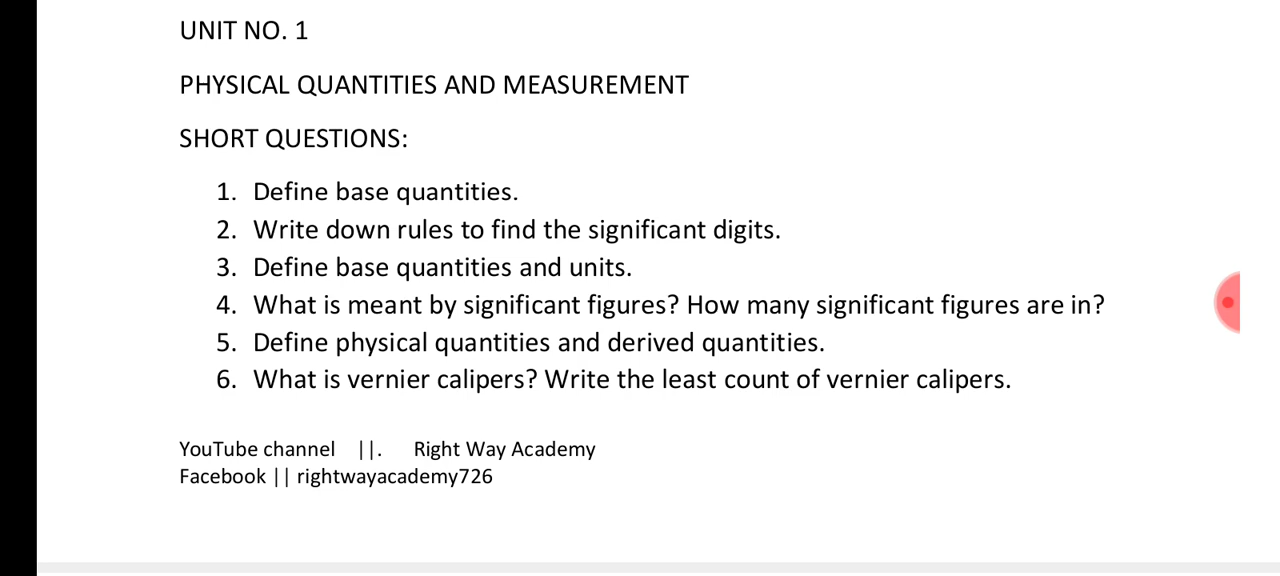 UNIT NO. 1
PHYSICAL QUANTITIES AND MEASUREMENT
SHORT QUESTIONS:
1. Define base quantities.
2. Write down rules to find the significant digits.
3. Define base quantities and units.
4. What is meant by significant figures? How many significant figures are in?
5. Define physical quantities and derived quantities.
6. What is vernier calipers? Write the least count of vernier calipers.
YouTube channel ||. Right Way Academy
Facebook || rightwayacademy726